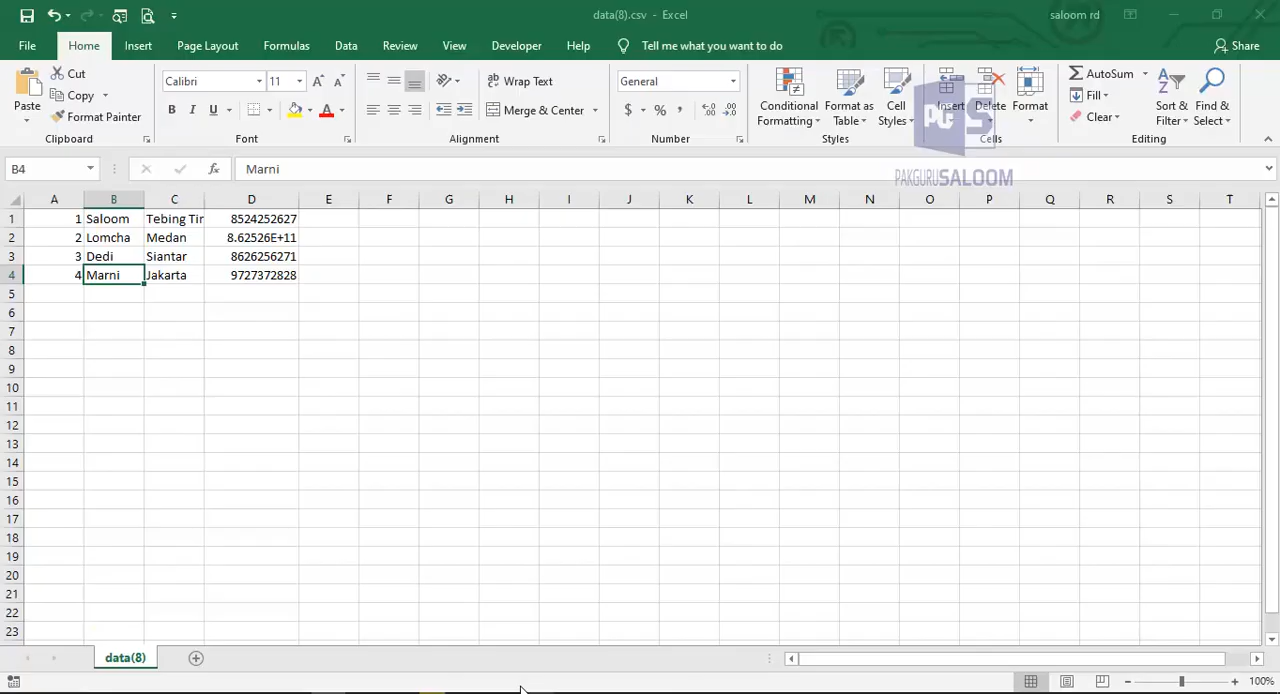 data(8).csv - Excel
saloom rd
File Home Insert Page Layout Formulas Data Review View Developer Help Tell me what you want to do Share
Paste
Cut
Copy
Format Painter
Clipboard
Calibri 11
B I U
Font
Wrap Text
Merge & Center
Alignment
General
$ % ,
Number
Conditional Formatting
Format as Table
Cell Styles
Styles
Insert
Delete
Format
Cells
AutoSum
Fill
Clear
Sort & Filter
Find & Select
Editing
PGS
PAKGURUSALOOM
B4 fx Marni
A B C D E F G H I J K L M N O P Q R S T
1 1 Saloom Tebing Tir 8524252627
2 2 Lomcha Medan 8.62526E+11
3 3 Dedi Siantar 8626256271
4 4 Marni Jakarta 9727372828
5
6
7
8
9
10
11
12
13
14
15
16
17
18
19
20
21
22
23
data(8)
100%